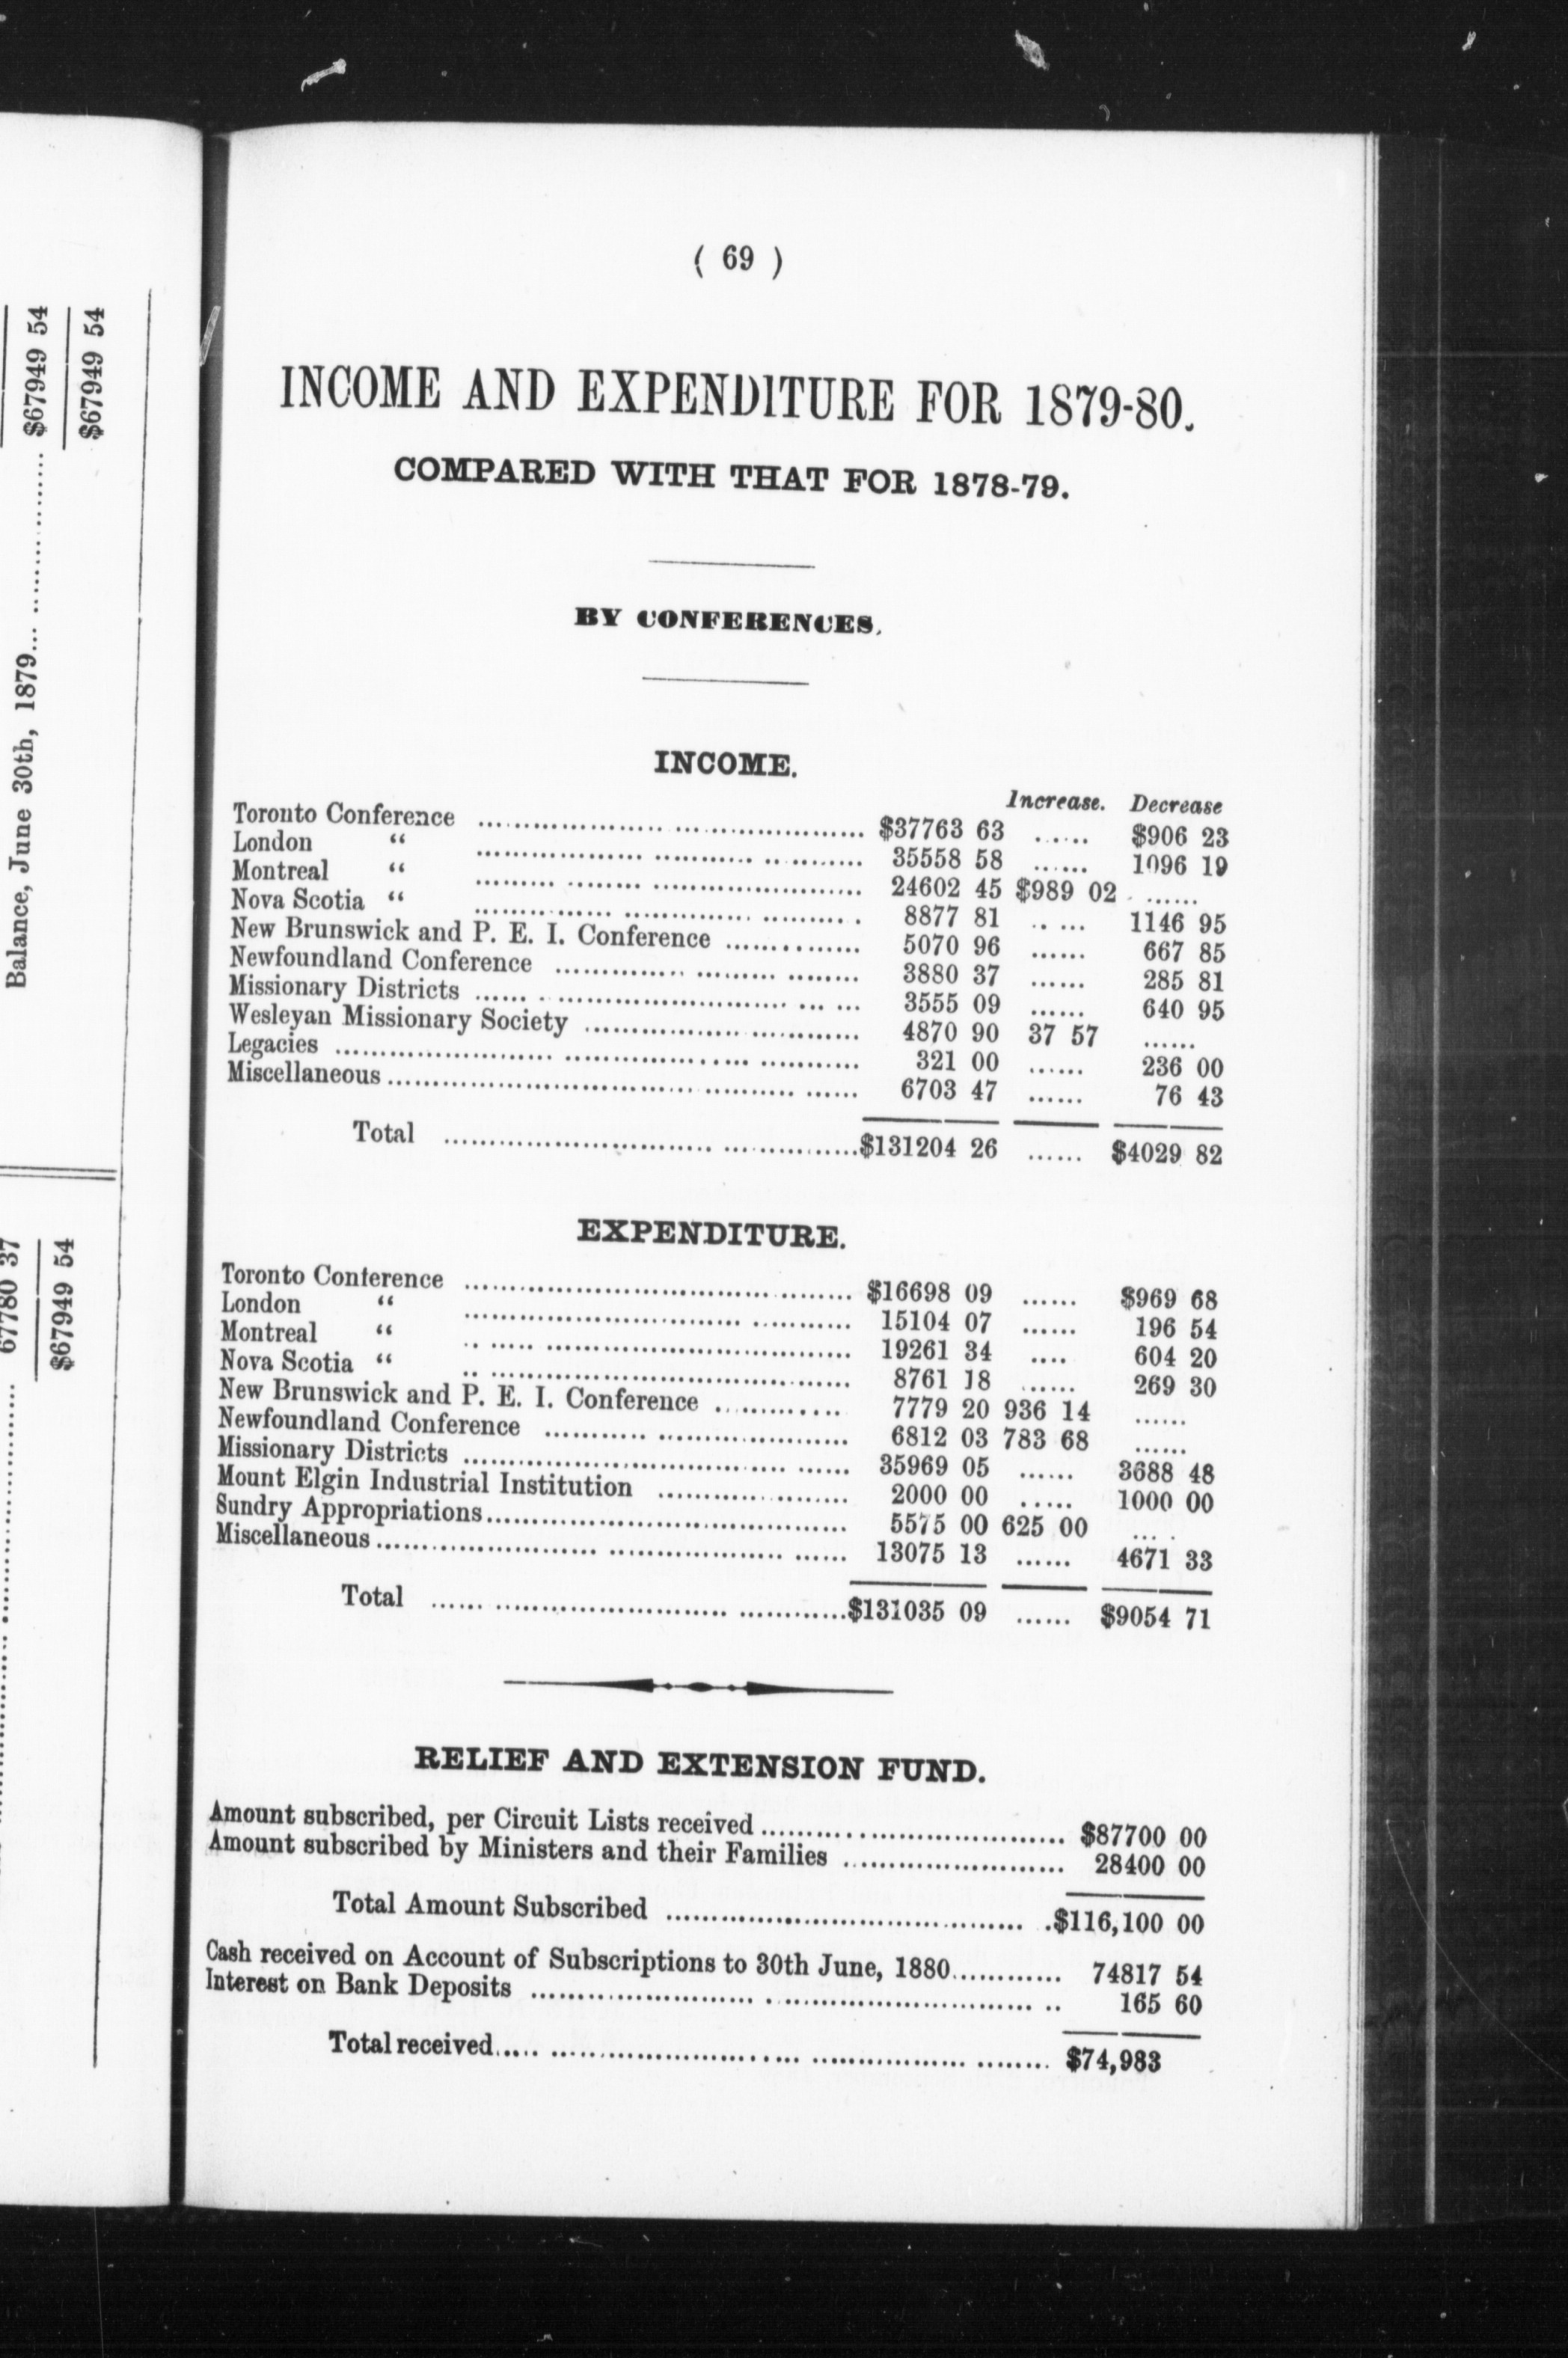 $67949 54
$67949 54
Balance, June 30th, 1879... ............... $67949 54
67780 37
$67949 54
( 69 )
INCOME AND EXPENDITURE FOR 1879-80.
COMPARED WITH THAT FOR 1878-79.
BY CONFERENCES.
INCOME.
Increase. Decrease
Toronto Conference ........................ $37763 63 ...... $906 23
London “ ........................ 35558 58 ...... 1096 19
Montreal “ ........................ 24602 45 $989 02 ......
Nova Scotia “ ........................ 8877 81 ...... 1146 95
New Brunswick and P. E. I. Conference ............ 5070 96 ...... 667 85
Newfoundland Conference ........................ 3880 37 ...... 285 81
Missionary Districts ........................ 3555 09 ...... 640 95
Wesleyan Missionary Society ........................ 4870 90 37 57 ......
Legacies ........................ 321 00 ...... 236 00
Miscellaneous ........................ 6703 47 ...... 76 43
Total ........................ $131204 26 ...... $4029 82
EXPENDITURE.
Toronto Conference ........................ $16698 09 ...... $969 68
London “ ........................ 15104 07 ...... 196 54
Montreal “ ........................ 19261 34 .... 604 20
Nova Scotia “ ........................ 8761 18 ...... 269 30
New Brunswick and P. E. I. Conference ............ 7779 20 936 14 ......
Newfoundland Conference ........................ 6812 03 783 68 ......
Missionary Districts ........................ 35969 05 ...... 3688 48
Mount Elgin Industrial Institution .................. 2000 00 ..... 1000 00
Sundry Appropriations ........................ 5575 00 625 00 ....
Miscellaneous ........................ 13075 13 ...... 4671 33
Total ........................ $131035 09 ...... $9054 71
RELIEF AND EXTENSION FUND.
Amount subscribed, per Circuit Lists received ........................ $87700 00
Amount subscribed by Ministers and their Families .................. 28400 00
Total Amount Subscribed ........................ $116,100 00
Cash received on Account of Subscriptions to 30th June, 1880............ 74817 54
Interest on Bank Deposits ........................ 165 60
Total received ........................ $74,983